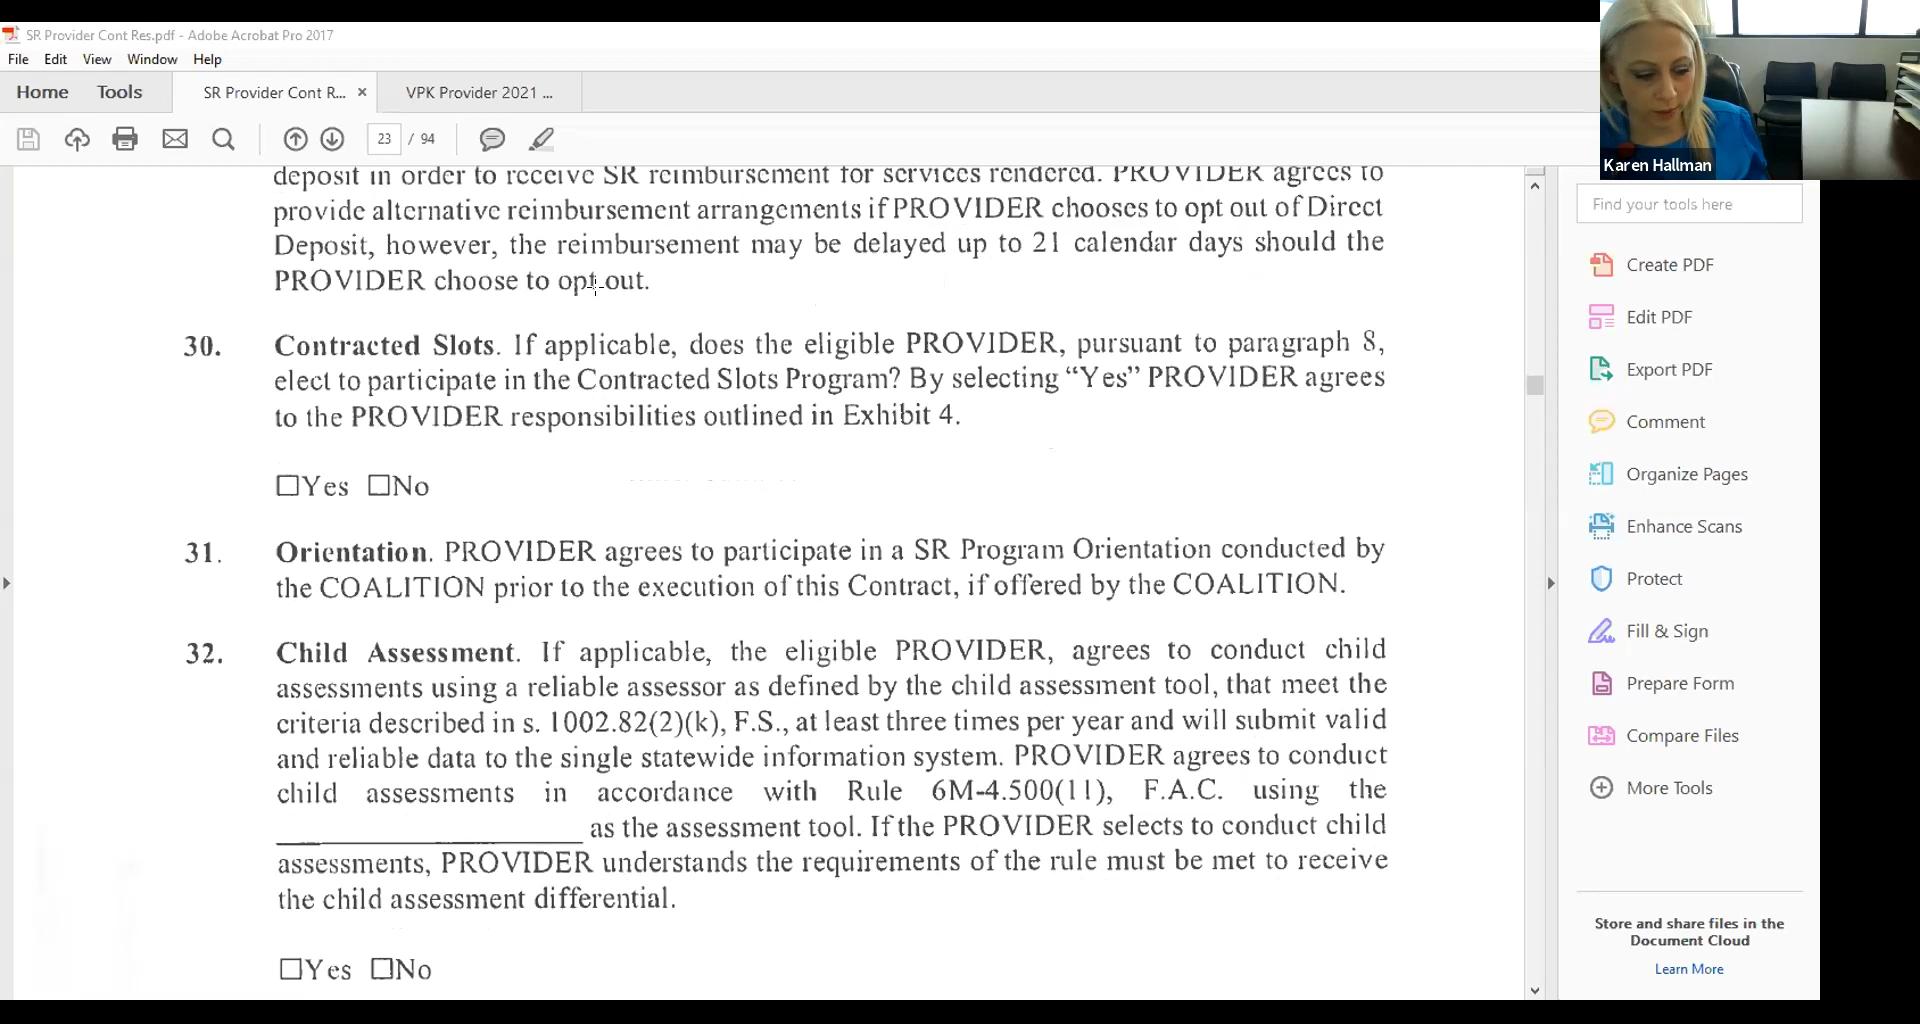 SR Provider Cont Res.pdf - Adobe Acrobat Pro 2017
File Edit View Window Help
Home Tools SR Provider Cont R... × VPK Provider 2021 ...
23 / 94
Karen Hallman
deposit in order to receive SR reimbursement for services rendered. PROVIDER agrees to
provide alternative reimbursement arrangements if PROVIDER chooses to opt out of Direct
Deposit, however, the reimbursement may be delayed up to 21 calendar days should the
PROVIDER choose to opt out.
30. Contracted Slots. If applicable, does the eligible PROVIDER, pursuant to paragraph 8,
elect to participate in the Contracted Slots Program? By selecting “Yes” PROVIDER agrees
to the PROVIDER responsibilities outlined in Exhibit 4.
☐Yes ☐No
31. Orientation. PROVIDER agrees to participate in a SR Program Orientation conducted by
the COALITION prior to the execution of this Contract, if offered by the COALITION.
32. Child Assessment. If applicable, the eligible PROVIDER, agrees to conduct child
assessments using a reliable assessor as defined by the child assessment tool, that meet the
criteria described in s. 1002.82(2)(k), F.S., at least three times per year and will submit valid
and reliable data to the single statewide information system. PROVIDER agrees to conduct
child assessments in accordance with Rule 6M-4.500(11), F.A.C. using the
____________________ as the assessment tool. If the PROVIDER selects to conduct child
assessments, PROVIDER understands the requirements of the rule must be met to receive
the child assessment differential.
☐Yes ☐No
Find your tools here
Create PDF
Edit PDF
Export PDF
Comment
Organize Pages
Enhance Scans
Protect
Fill & Sign
Prepare Form
Compare Files
More Tools
Store and share files in the
Document Cloud
Learn More